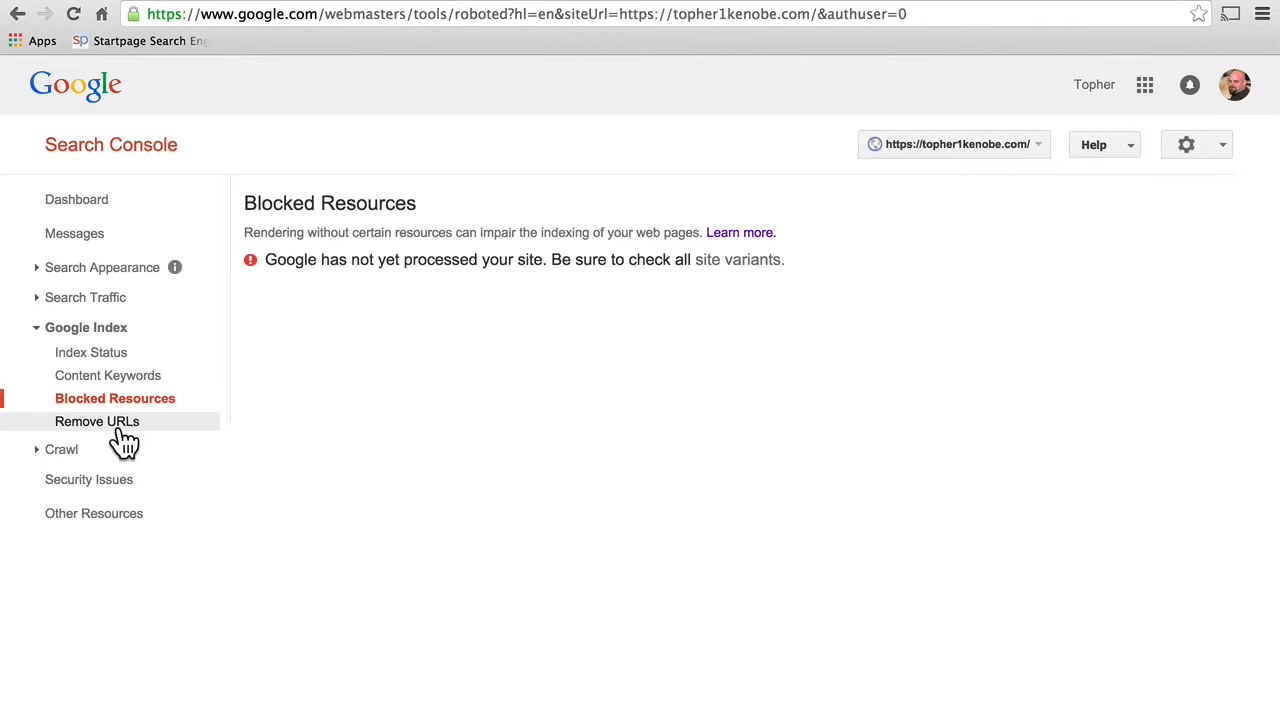 https://www.google.com/webmasters/tools/roboted?hl=en&siteUrl=https://topher1kenobe.com/&authuser=0
Apps
SP Startpage Search Eng
Google
Topher
Search Console
https://topher1kenobe.com/
Help
Dashboard
Messages
Search Appearance i
Search Traffic
Google Index
Index Status
Content Keywords
Blocked Resources
Remove URLs
Crawl
Security Issues
Other Resources
Blocked Resources
Rendering without certain resources can impair the indexing of your web pages. Learn more.
! Google has not yet processed your site. Be sure to check all site variants.